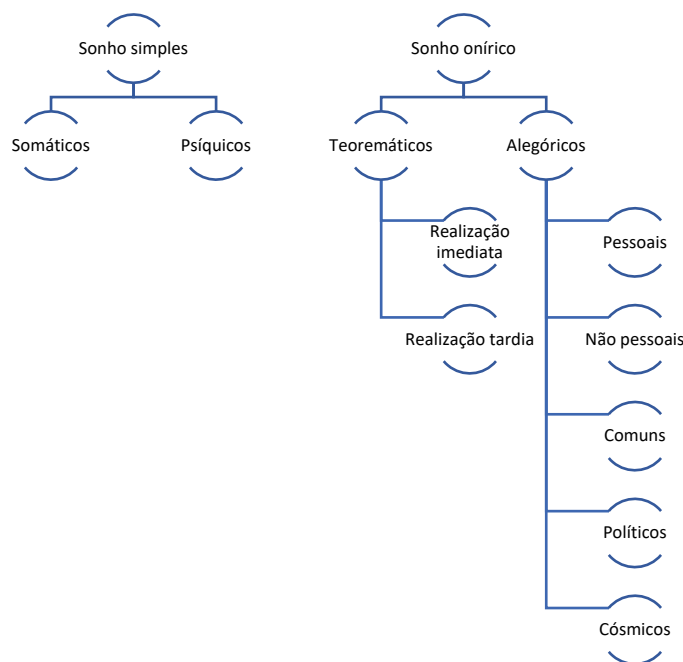 Sonho simples
Sonho onírico
Somáticos
Psíquicos
Teoremáticos
Alegóricos
Realização
imediata
Pessoais
Realização tardia
Não pessoais
Comuns
Políticos
Cósmicos